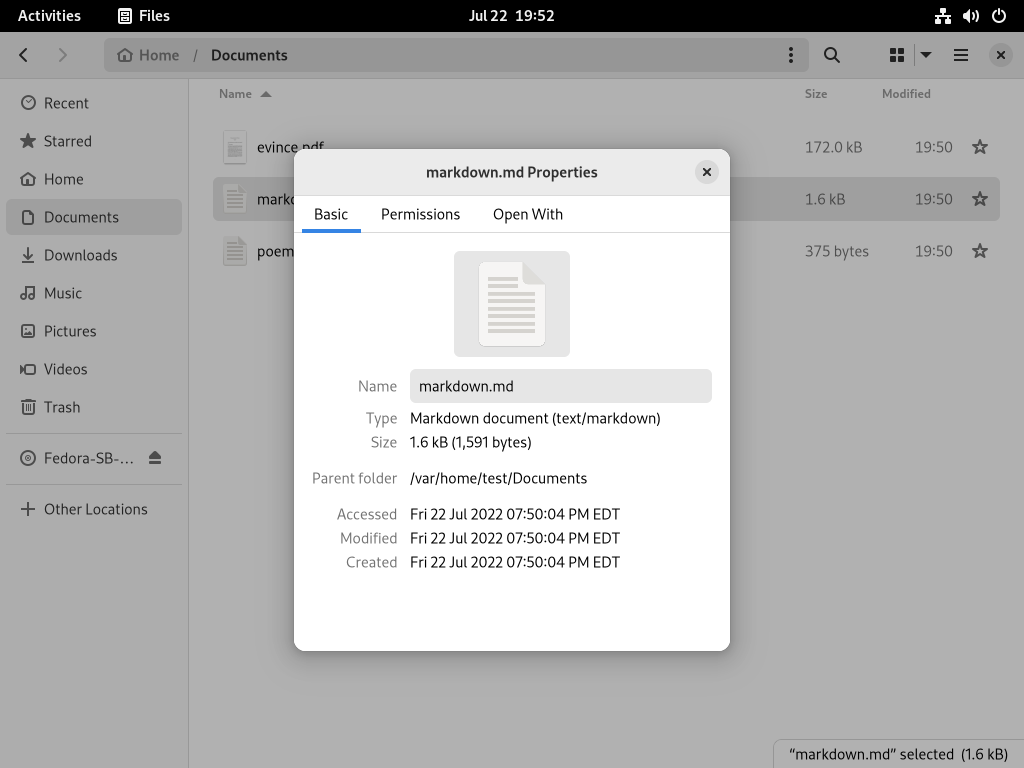 Activities Files Jul 22 19:52
Home / Documents
Name Size Modified
Recent
Starred
Home
Documents
Downloads
Music
Pictures
Videos
Trash
Fedora-SB-...
Other Locations
evince.pdf 172.0 kB 19:50
1.6 kB 19:50
poem 375 bytes 19:50
markdown.md Properties
Basic Permissions Open With
Name markdown.md
Type Markdown document (text/markdown)
Size 1.6 kB (1,591 bytes)
Parent folder /var/home/test/Documents
Accessed Fri 22 Jul 2022 07:50:04 PM EDT
Modified Fri 22 Jul 2022 07:50:04 PM EDT
Created Fri 22 Jul 2022 07:50:04 PM EDT
“markdown.md” selected (1.6 kB)